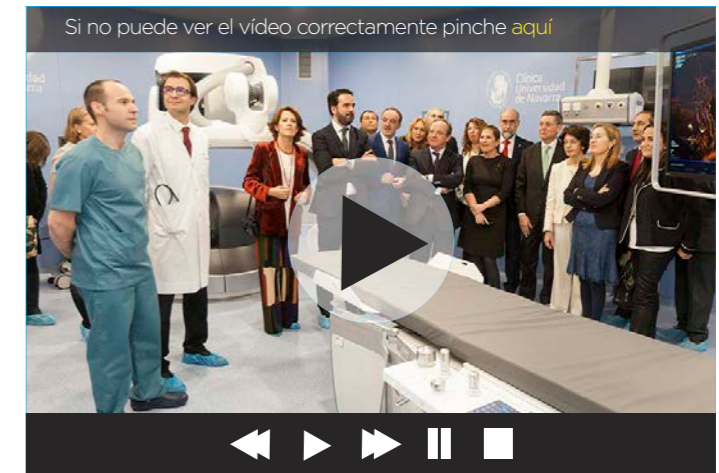 Si no puede ver el vídeo correctamente pinche aquí
Clínica
Universidad
de Navarra